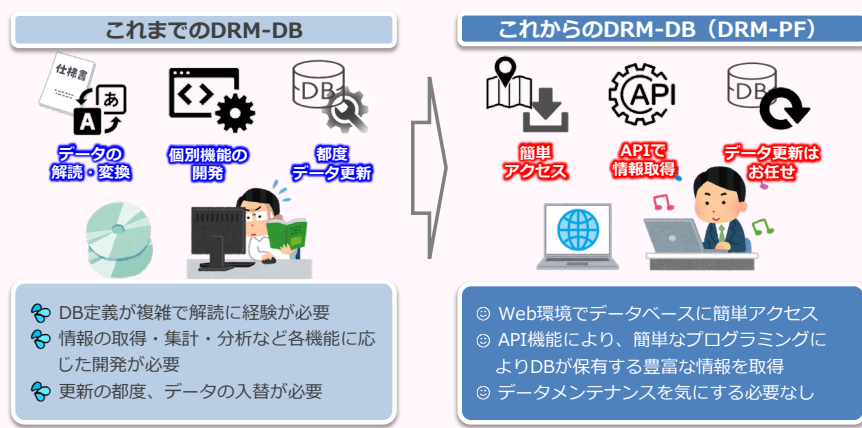 これまでのDRM-DB
仕様書
あ
A
DB
データの
解読・変換
個別機能の
開発
都度
データ更新
DB定義が複雑で解読に経験が必要
情報の取得・集計・分析など各機能に応
じた開発が必要
更新の都度、データの入替が必要
これからのDRM-DB（DRM-PF）
API
DB
簡単
アクセス
APIで
情報取得
データ更新は
お任せ
☺ Web環境でデータベースに簡単アクセス
☺ API機能により、簡単なプログラミングに
よりDBが保有する豊富な情報を取得
☺ データメンテナンスを気にする必要なし